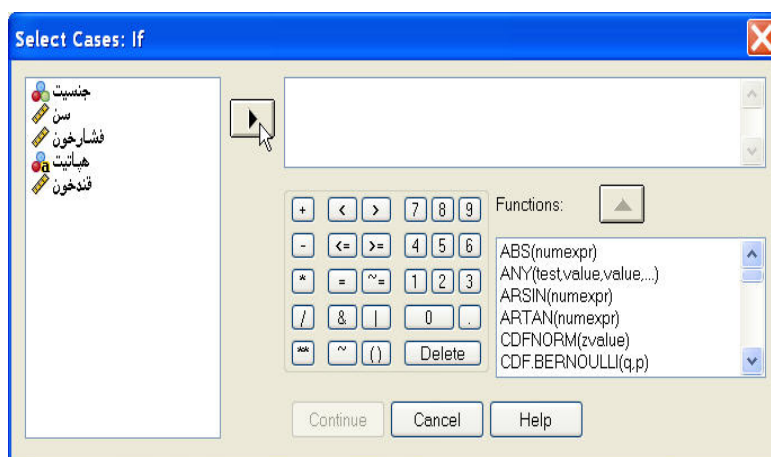 Select Cases: If
جنسیت
سن
فشارخون
هپاتیت
قندخون
+ < > 7 8 9
- <= >= 4 5 6
* = ~= 1 2 3
/ & | 0 .
** ~ () Delete
Functions:
ABS(numexpr)
ANY(test,value,value,...)
ARSIN(numexpr)
ARTAN(numexpr)
CDFNORM(zvalue)
CDF.BERNOULLI(q,p)
Continue Cancel Help